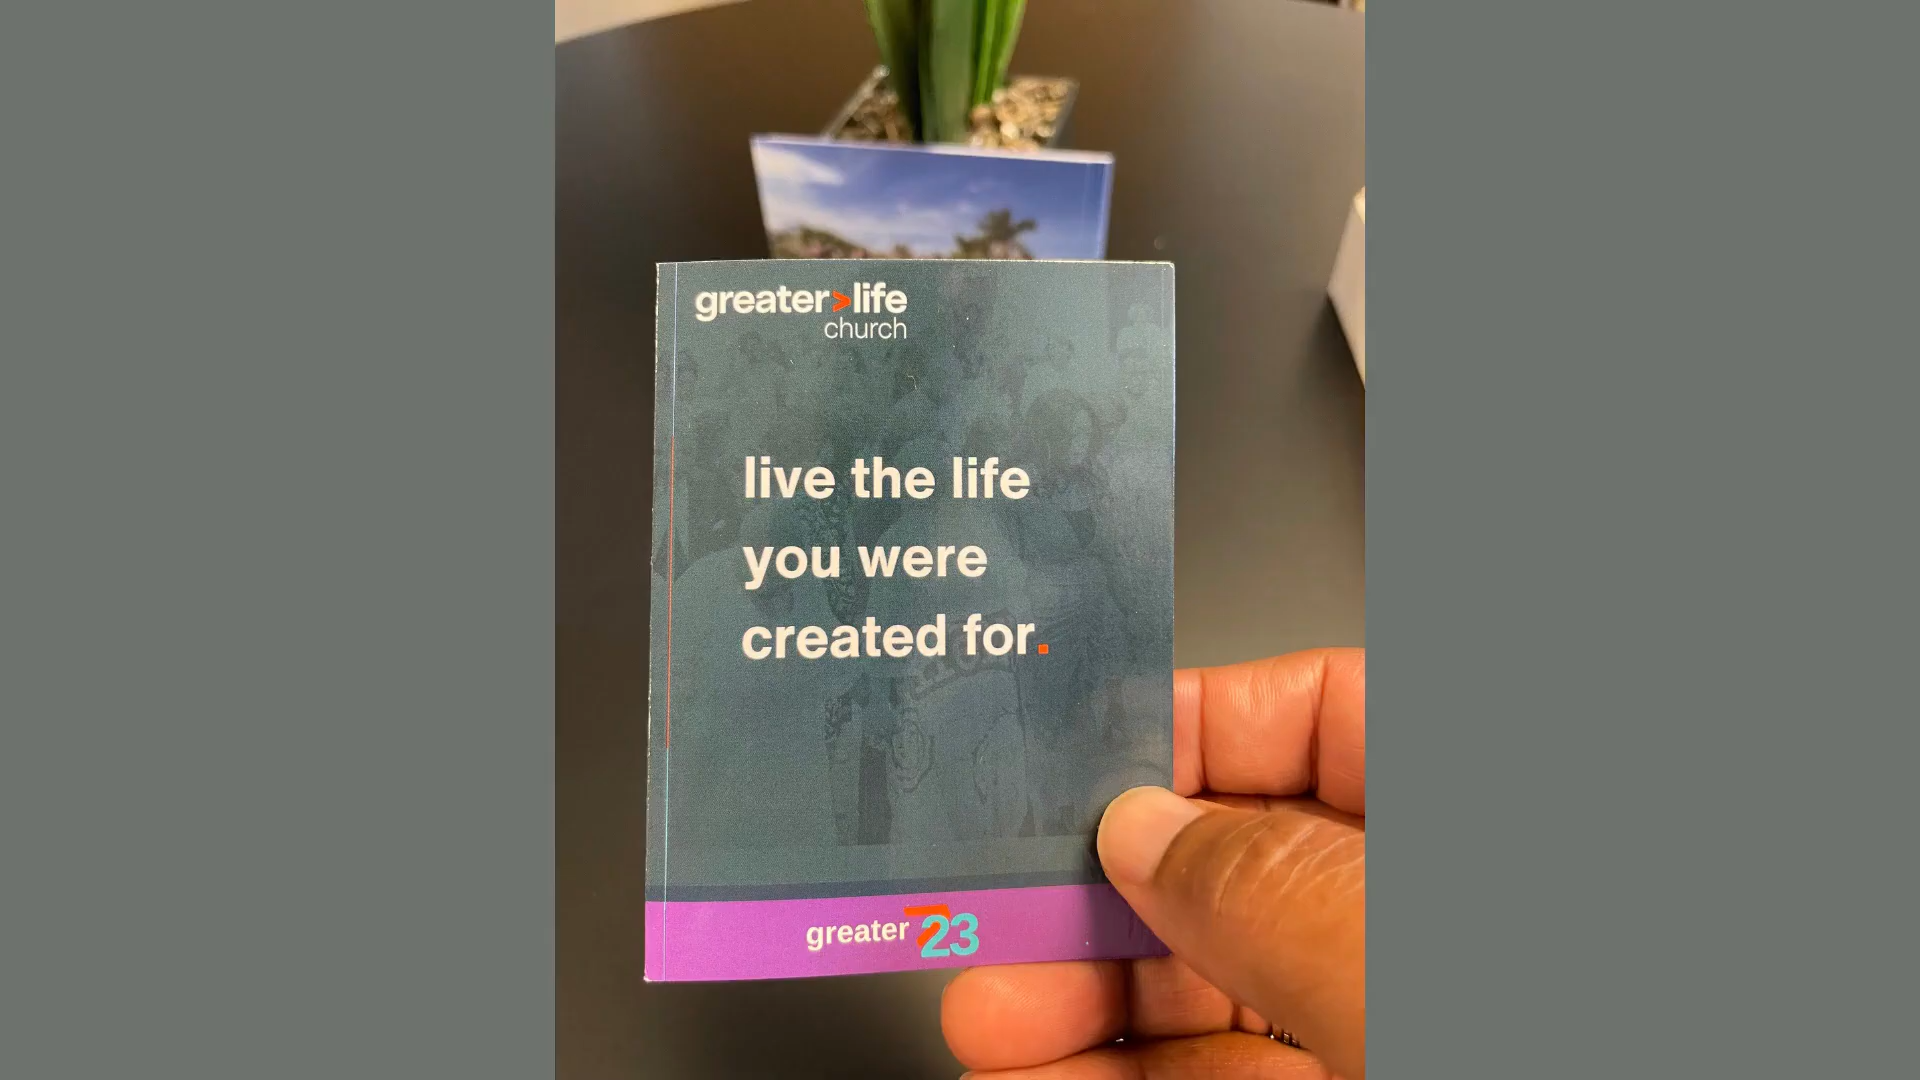 greater>life
church
live the life
you were
created for.
greater 23